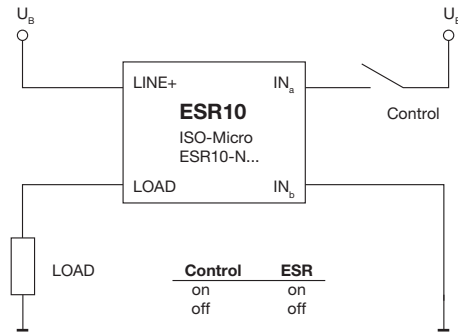 U_B
U_B
LINE+
IN_a
ESR10
ISO-Micro
ESR10-N...
Control
LOAD
IN_b
LOAD
Control ESR
on on
off off